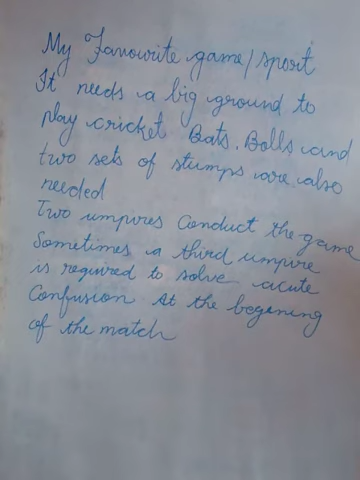 My Favourite game/sport
It needs a big ground to
play cricket Bats, Balls and
two sets of stumps are also
needed
Two umpires Conduct the game
Sometimes a third umpire
is required to solve acute
Confusion At the begening
of the match